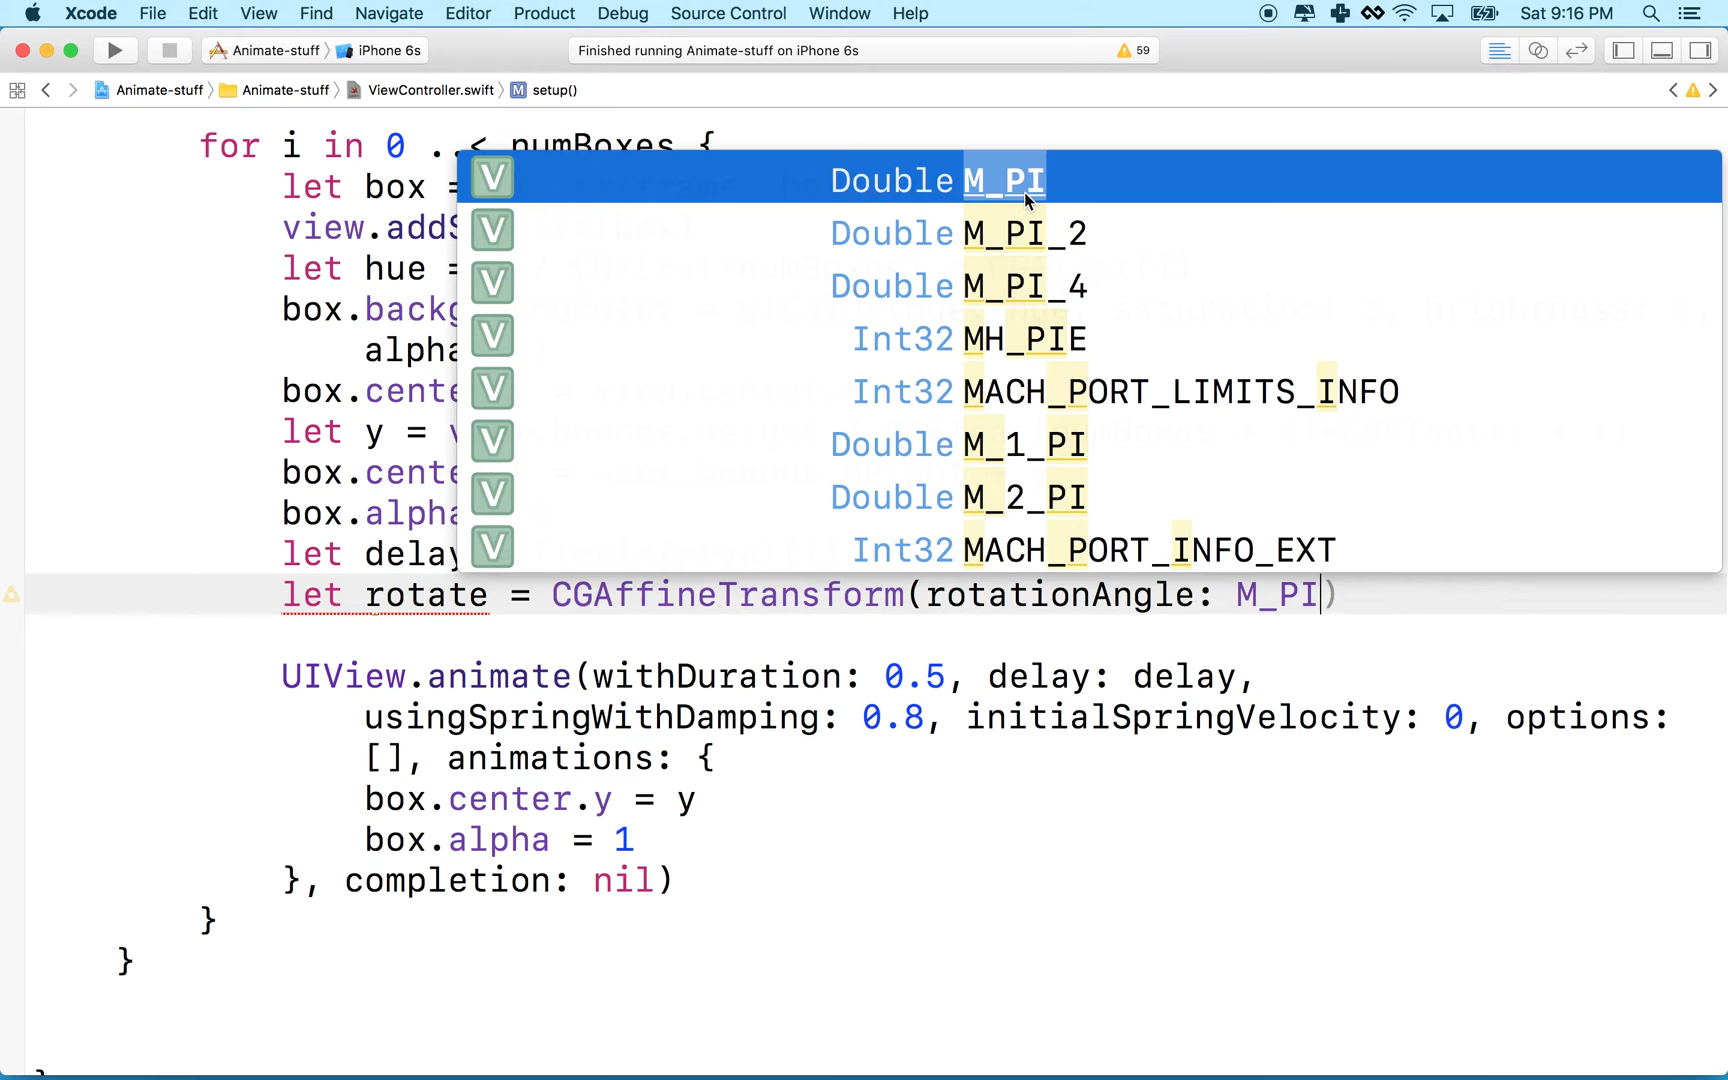 Xcode File Edit View Find Navigate Editor Product Debug Source Control Window Help Sat 9:16 PM
Animate-stuff iPhone 6s Finished running Animate-stuff on iPhone 6s 59
Animate-stuff Animate-stuff ViewController.swift M setup()
for i in 0 ..< numBoxes {
let box =
view.addS
let hue =
box.backg
alpha
box.cente
let y =
box.cente
box.alpha
let delay
V Double M_PI
V Double M_PI_2
V Double M_PI_4
V Int32 MH_PIE
V Int32 MACH_PORT_LIMITS_INFO
V Double M_1_PI
V Double M_2_PI
V Int32 MACH_PORT_INFO_EXT
let rotate = CGAffineTransform(rotationAngle: M_PI)
UIView.animate(withDuration: 0.5, delay: delay,
usingSpringWithDamping: 0.8, initialSpringVelocity: 0, options:
[], animations: {
box.center.y = y
box.alpha = 1
}, completion: nil)
}
}